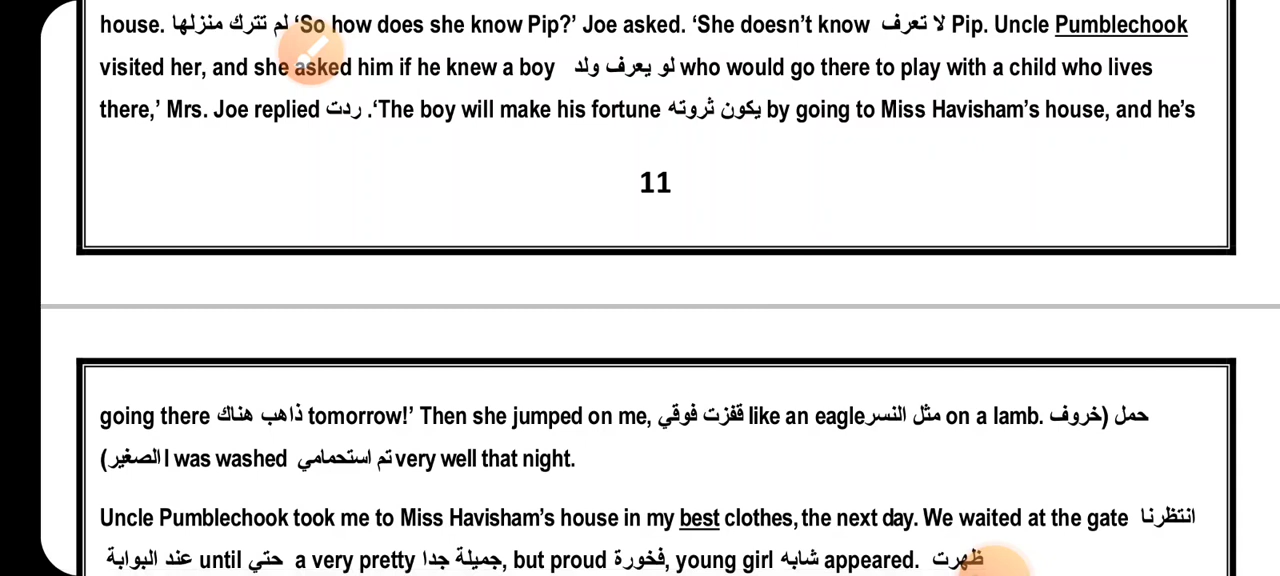 house. لم تترك منزلها ‘So how does she know Pip?’ Joe asked. ‘She doesn’t know لا تعرف Pip. Uncle Pumblechook
visited her, and she asked him if he knew a boy لو يعرف ولد who would go there to play with a child who lives
there,’ Mrs. Joe replied ردت .‘The boy will make his fortune يكون ثروته by going to Miss Havisham’s house, and he’s
11
going there ذاهب هناك tomorrow!’ Then she jumped on me, قفزت فوقي like an eagle مثل النسر on a lamb. حمل (خروف
الصغير) I was washed تم استحمامي very well that night.
Uncle Pumblechook took me to Miss Havisham’s house in my best clothes, the next day. We waited at the gate انتظرنا
عند البوابة until حتي a very pretty جميلة جدا, but proud فخورة, young girl شابه appeared. ظهرت